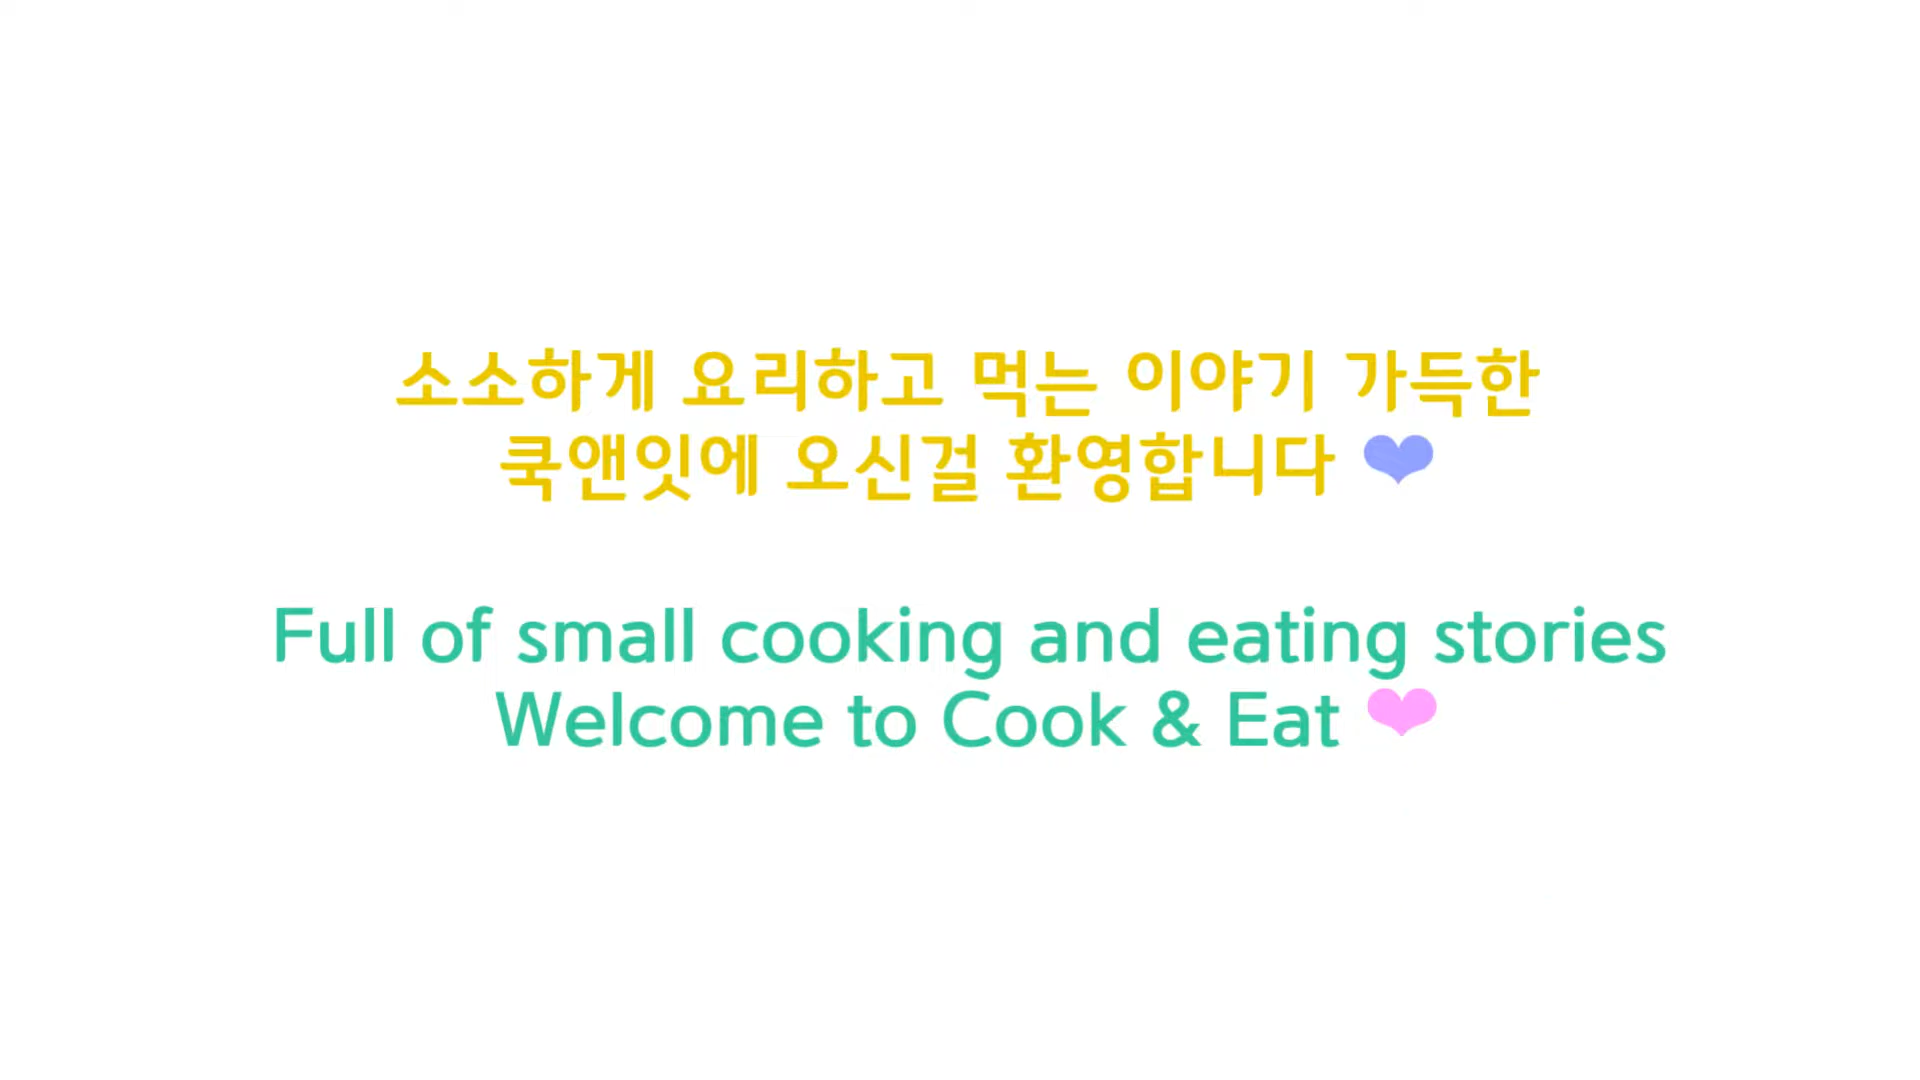 소소하게 요리하고 먹는 이야기 가득한
쿡앤잇에 오신걸 환영합니다 ❤
Full of small cooking and eating stories
Welcome to Cook & Eat ❤